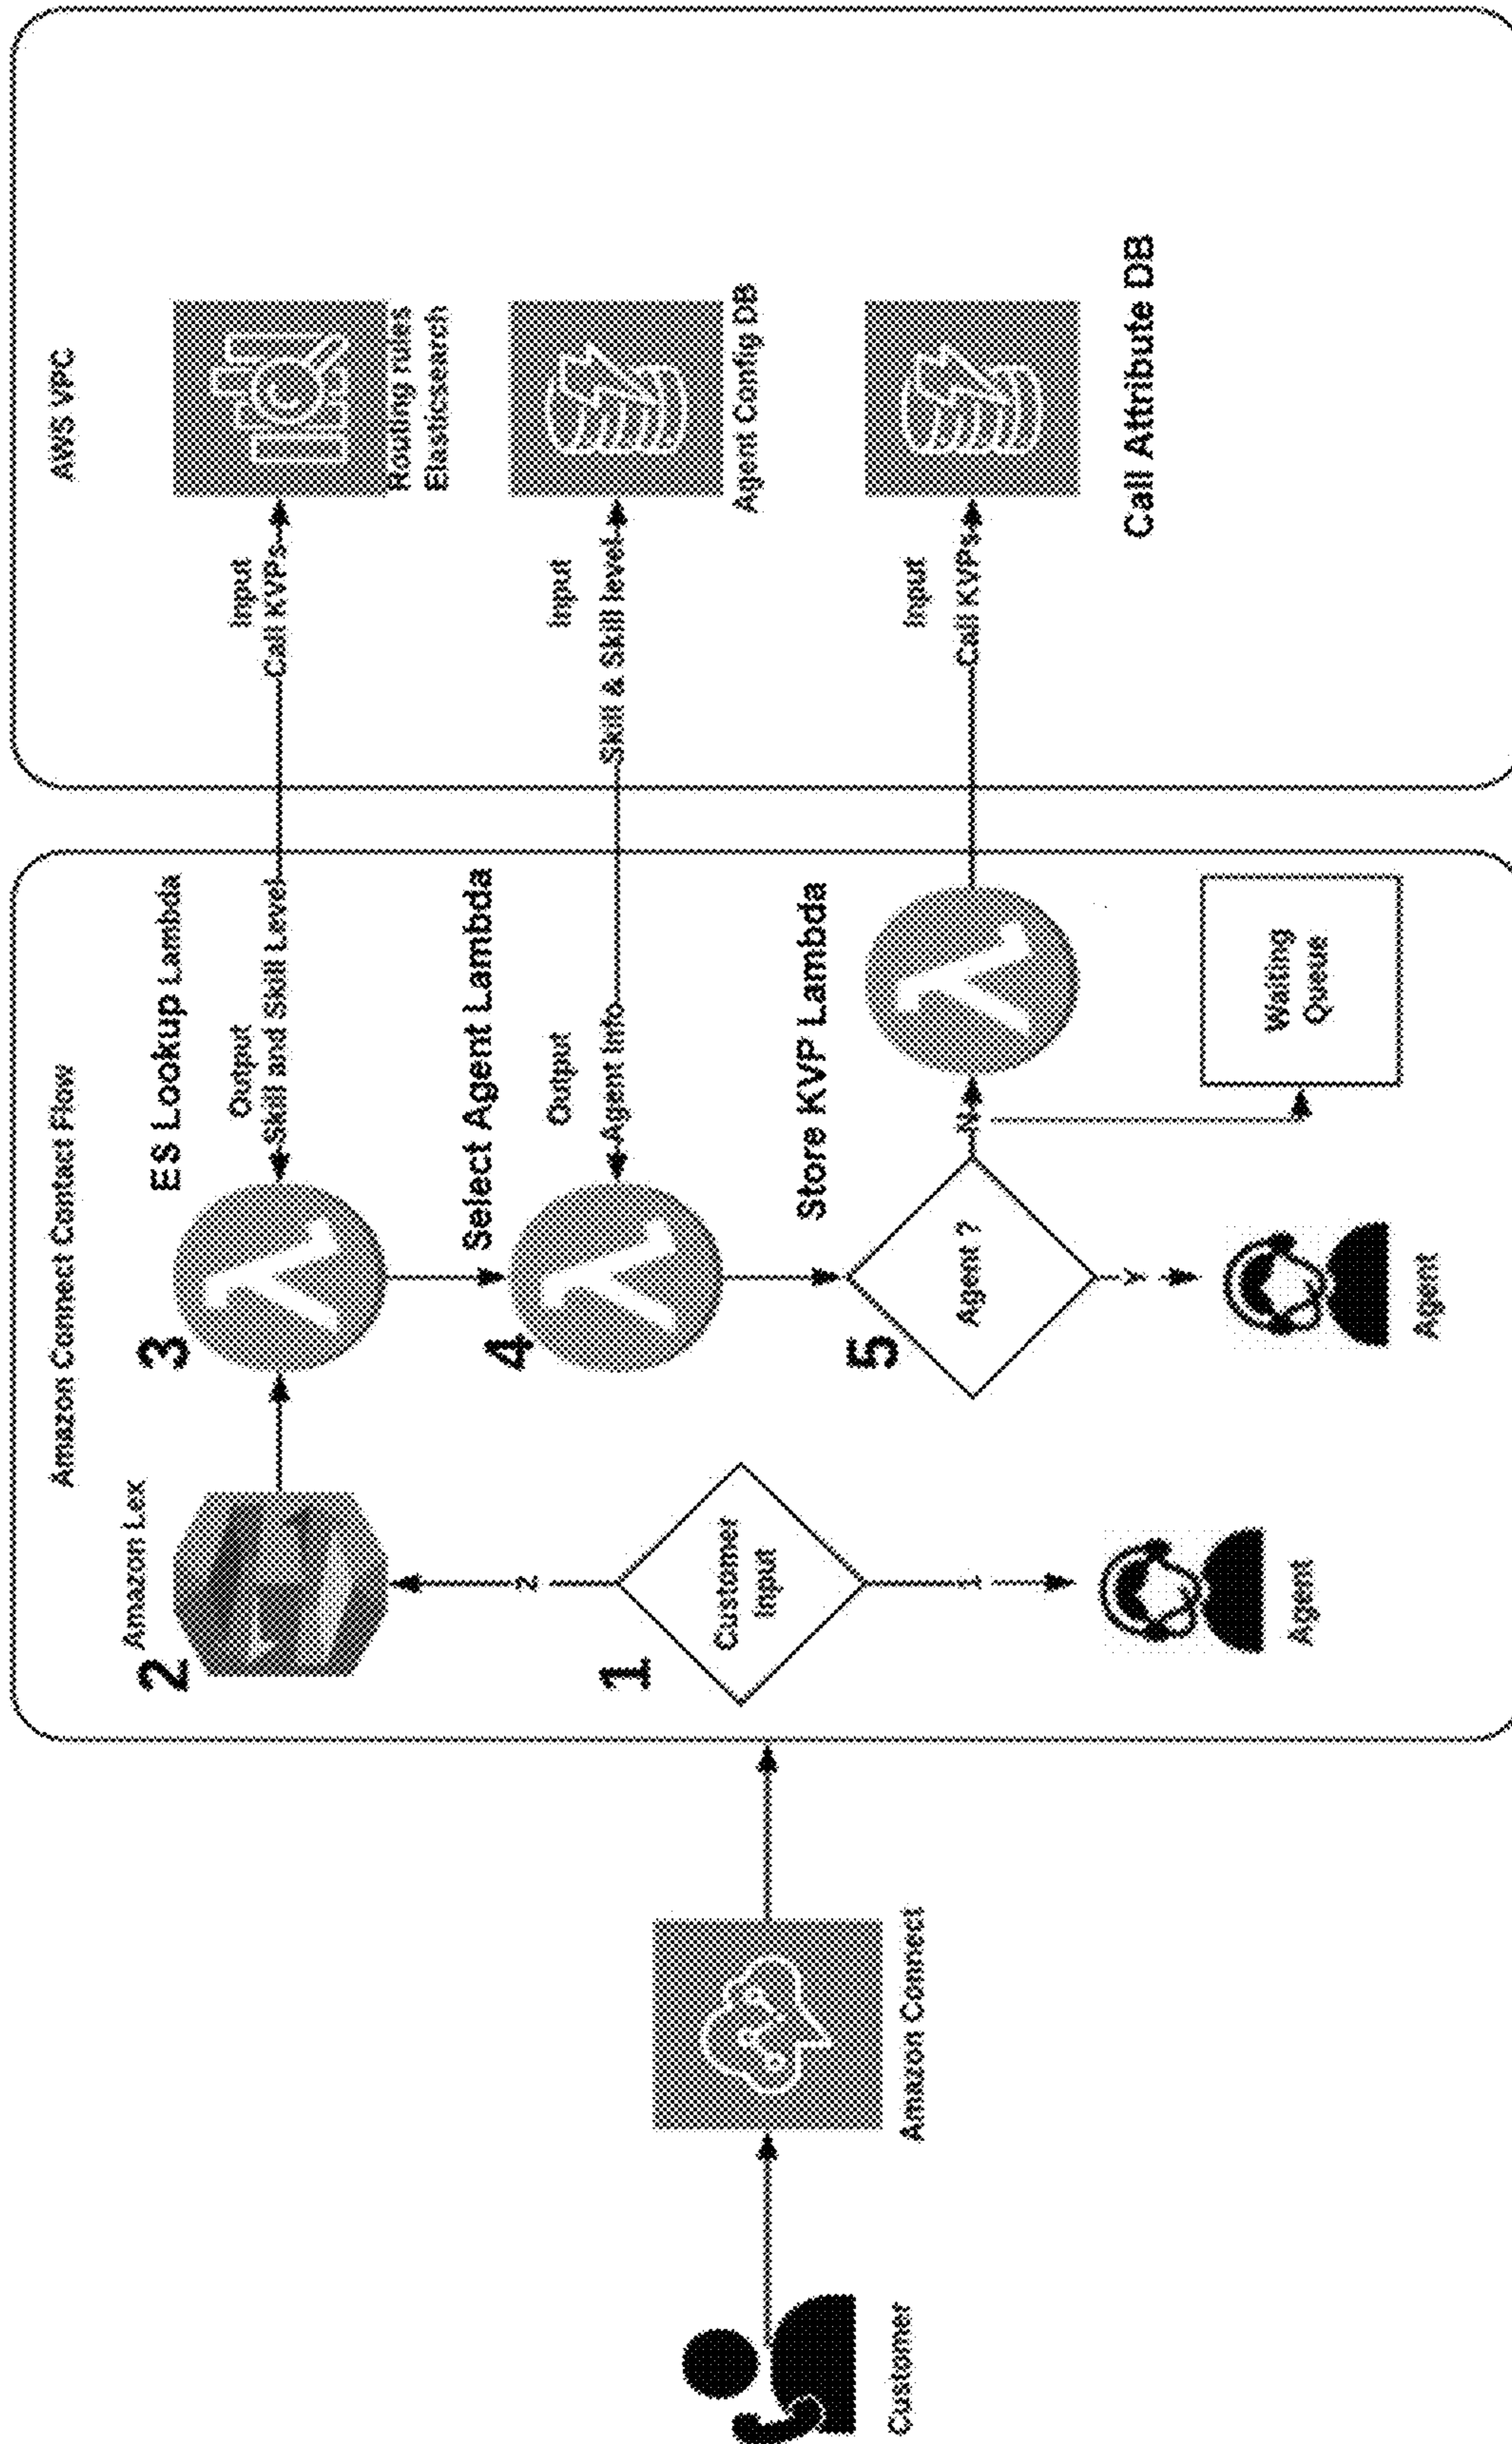 Customer
Amazon Connect
Amazon Connect Contact Flow
2
Amazon Lex
2
1
Customer
Input
1
Agent
3
ES Lookup Lambda
Output
Skill and Skill Level
4
Select Agent Lambda
Output
Agent Info
5
Store KVP Lambda
Agent ?
N
Y
Agent
Waiting
Queue
AWS VPC
Input
Call KVPs
Routing rules
Elasticsearch
Input
Skill & Skill level
Agent Config DB
Input
Call KVPs
Call Attribute DB